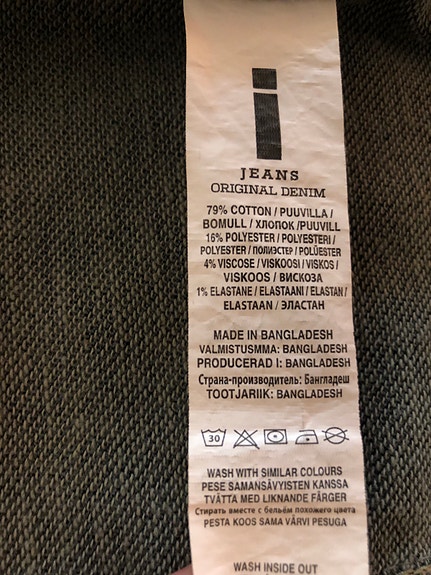 i
JEANS
ORIGINAL DENIM
79% COTTON / PUUVILLA /
BOMULL / ХЛОПОК /PUUVILL
16% POLYESTER / POLYESTERI /
POLYESTER / ПОЛИЭСТЕР / POLÜESTER
4% VISCOSE / VISKOOSI / VISKOS /
VISKOOS / ВИСКОЗА
1% ELASTANE / ELASTAANI / ELASTAN /
ELASTAAN / ЭЛАСТАН
MADE IN BANGLADESH
VALMISTUSMMA: BANGLADESH
PRODUCERAD I: BANGLADESH
Страна-производитель: Бангладеш
TOOTJARIIK: BANGLADESH
30
WASH WITH SIMILAR COLOURS
PESE SAMANSÄVYISTEN KANSSA
TVÄTTA MED LIKNANDE FÄRGER
Стирать вместе с бельём похожего цвета
PESTA KOOS SAMA VÄRVI PESUGA
WASH INSIDE OUT